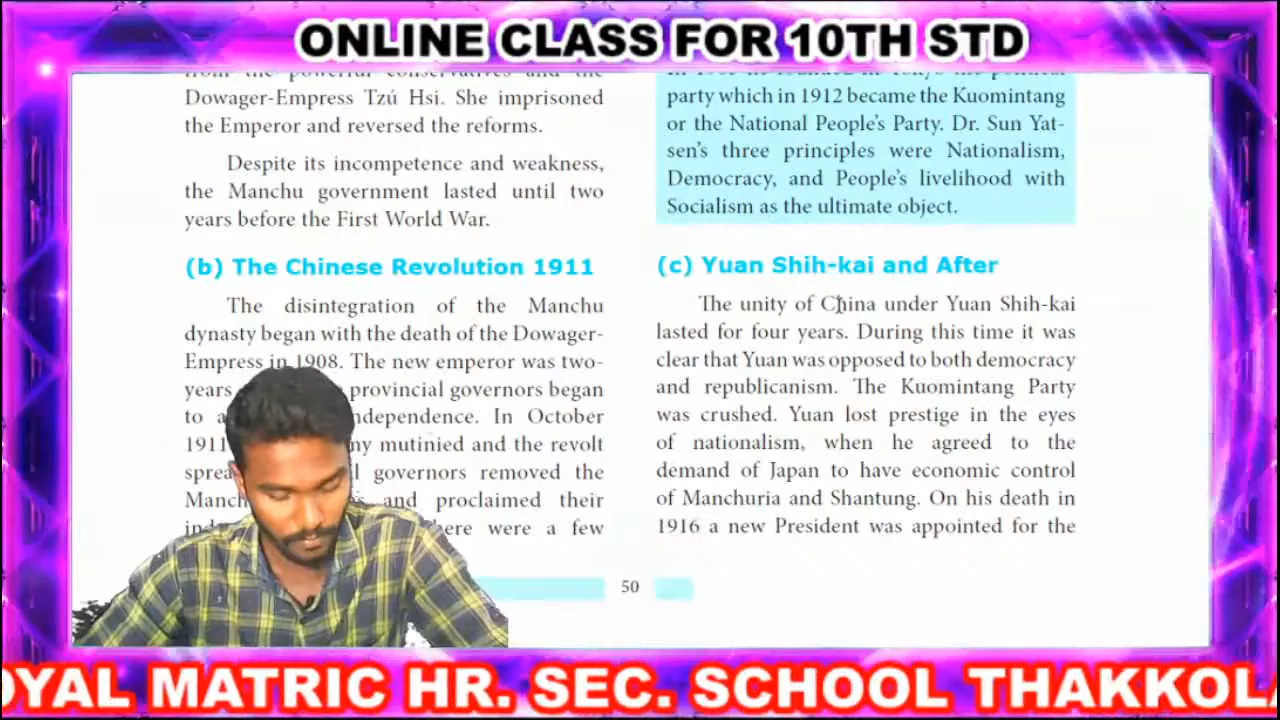 ONLINE CLASS FOR 10TH STD
from the powerful conservatives and the
Dowager-Empress Tzú Hsi. She imprisoned
the Emperor and reversed the reforms.
Despite its incompetence and weakness,
the Manchu government lasted until two
years before the First World War.
(b) The Chinese Revolution 1911
The disintegration of the Manchu
dynasty began with the death of the Dowager-
Empress in 1908. The new emperor was two-
years provincial governors began
to
In October
1911 mutinied and the revolt
governors removed the
and proclaimed their
were a few
party which in 1912 became the Kuomintang
or the National People's Party. Dr. Sun Yat-
sen's three principles were Nationalism,
Democracy, and People's livelihood with
Socialism as the ultimate object.
(c) Yuan Shih-kai and After
The unity of China under Yuan Shih-kai
lasted for four years. During this time it was
clear that Yuan was opposed to both democracy
and republicanism. The Kuomintang Party
was crushed. Yuan lost prestige in the eyes
of nationalism, when he agreed to the
demand of Japan to have economic control
of Manchuria and Shantung. On his death in
1916 a new President was appointed for the
50
OYAL MATRIC HR. SEC. SCHOOL THAKKOLA